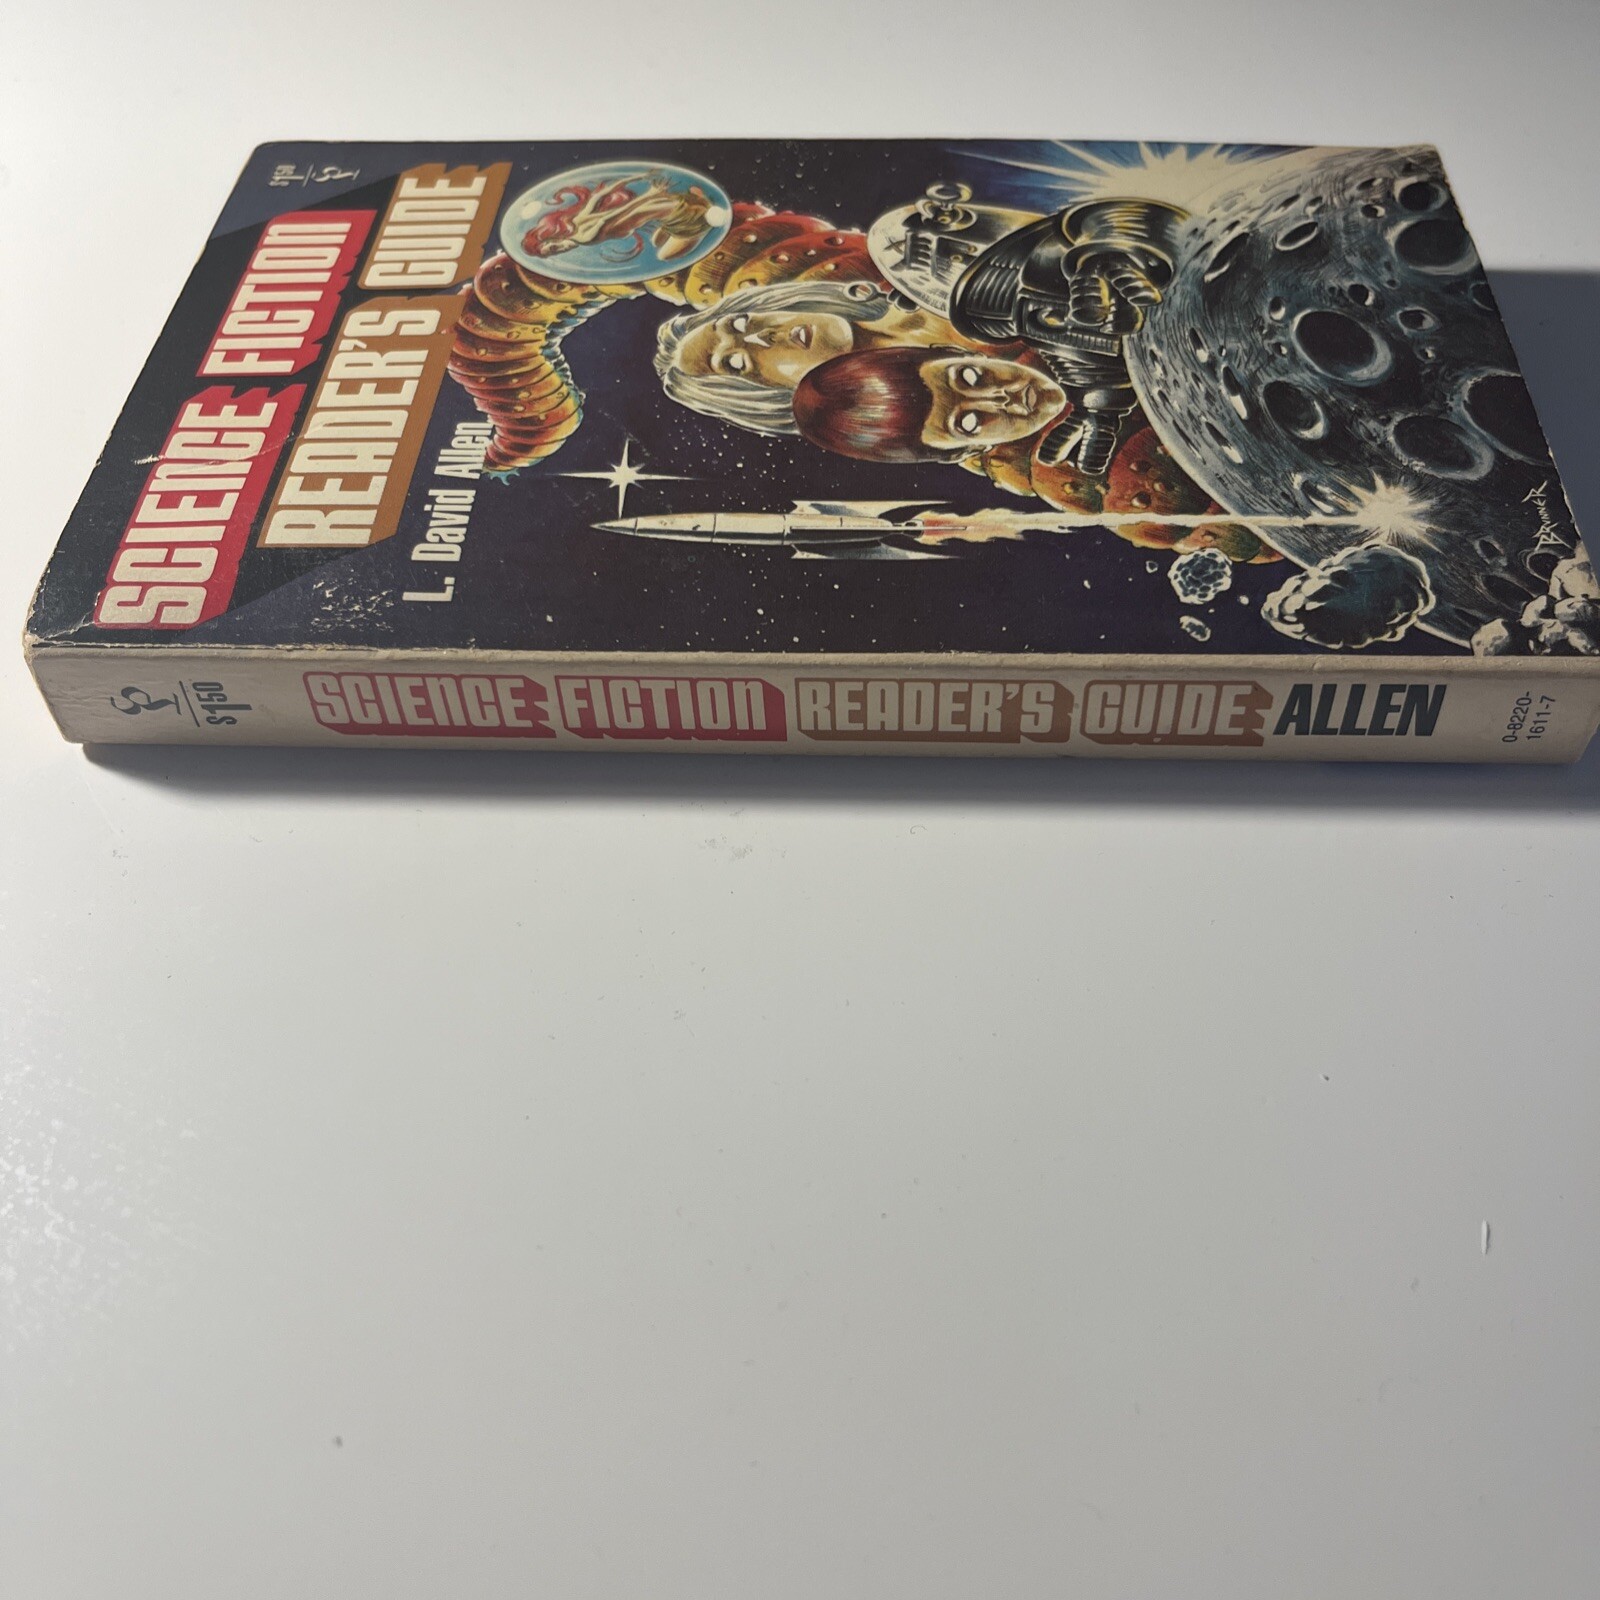 $1.50
SCIENCE FICTION
READER'S GUIDE
L. David Allen
BRUNNER
$1.50
SCIENCE FICTION READER'S GUIDE ALLEN
0-8220-
1611-7